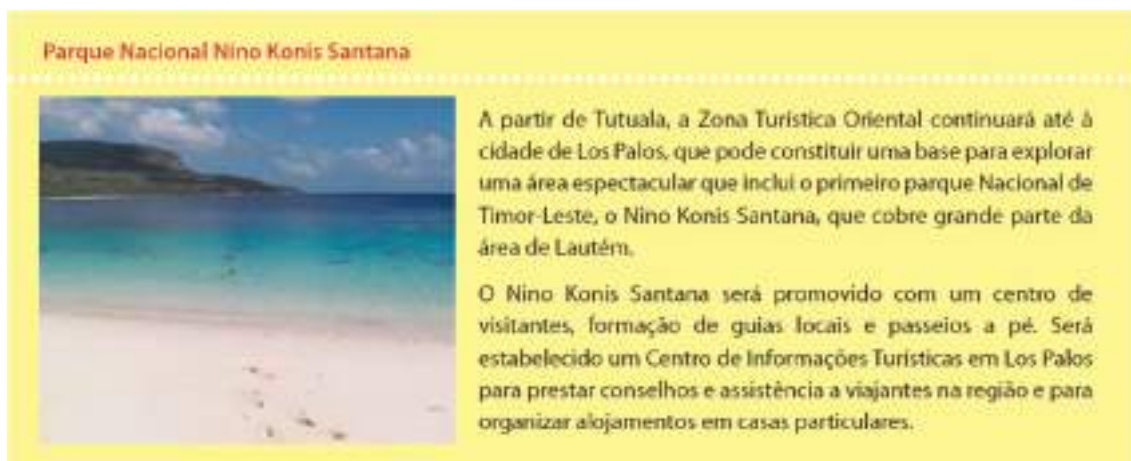 Parque Nacional Nino Konis Santana
A partir de Tutuala, a Zona Turística Oriental continuará até à
cidade de Los Palos, que pode constituir uma base para explorar
uma área espectacular que inclui o primeiro parque Nacional de
Timor-Leste, o Nino Konis Santana, que cobre grande parte da
área de Lautém.
O Nino Konis Santana será promovido com um centro de
visitantes, formação de guias locais e passeios a pé. Será
estabelecido um Centro de Informações Turísticas em Los Palos
para prestar conselhos e assistência a viajantes na região e para
organizar alojamentos em casas particulares.